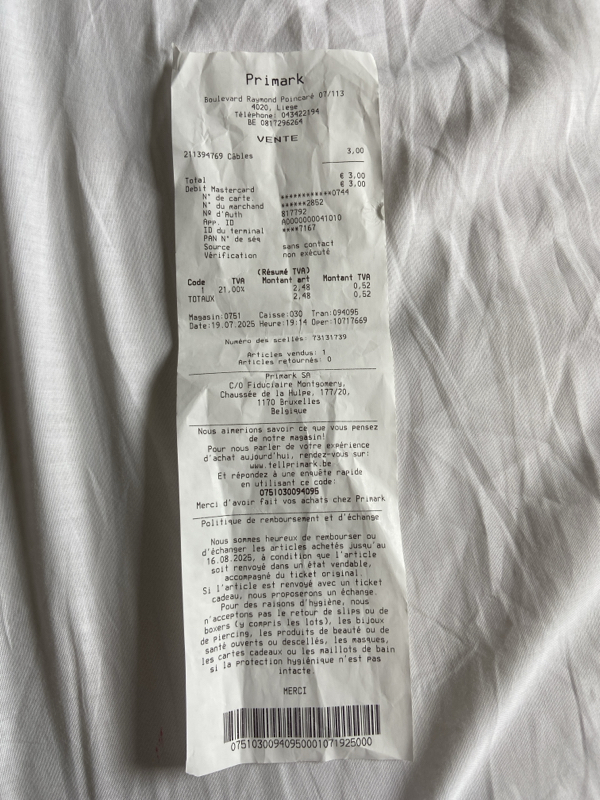 Primark
Boulevard Raymond Poincaré 07/113
4020, Liege
Téléphone: 043422194
BE 0817296264
VENTE
211394769 Câbles 3,00
Total € 3,00
Debit Mastercard € 3,00
N° de carte ************0744
N° du marchand ******2852
Nº d'Auth 817792
App. ID A0000000041010
ID du terminal ****7167
PAN N° de séq
Source sans contact
Vérification non exécuté
(Résumé TVA)
Code TVA Montant art Montant TVA
1 21,00% 2,48 0,52
TOTAUX 2,48 0,52
Magasin:0751 Caisse:030 Tran:094095
Date:19.07.2025 Heure:19:14 Oper:10717669
Numéro des scellés: 73131739
Articles vendus: 1
Articles retournés: 0
Primark SA
C/O Fiduciaire Montgomery,
Chaussée de la Hulpe, 177/20,
1170 Bruxelles
Belgique
Nous aimerions savoir ce que vous pensez
de notre magasin!
Pour nous parler de votre expérience
d'achat aujourd'hui, rendez-vous sur:
www.tellprimark.be
Et répondez à une enquête rapide
en utilisant ce code:
0751030094095
Merci d'avoir fait vos achats chez Primark
Politique de remboursement et d'échange
Nous sommes heureux de rembourser ou
d'échanger les articles achetés jusqu'au
16.08.2025, à condition que l'article
soit renvoyé dans un état vendable,
accompagné du ticket original.
Si l'article est renvoyé avec un ticket
cadeau, nous proposerons un échange.
Pour des raisons d'hygiène, nous
n'acceptons pas le retour de slips ou de
boxers (y compris les lots), les bijoux
de piercing, les produits de beauté ou de
santé ouverts ou descellés, les masques,
les cartes cadeaux ou les maillots de bain
si la protection hygiénique n'est pas
intacte.
MERCI
07510300940950001071925000